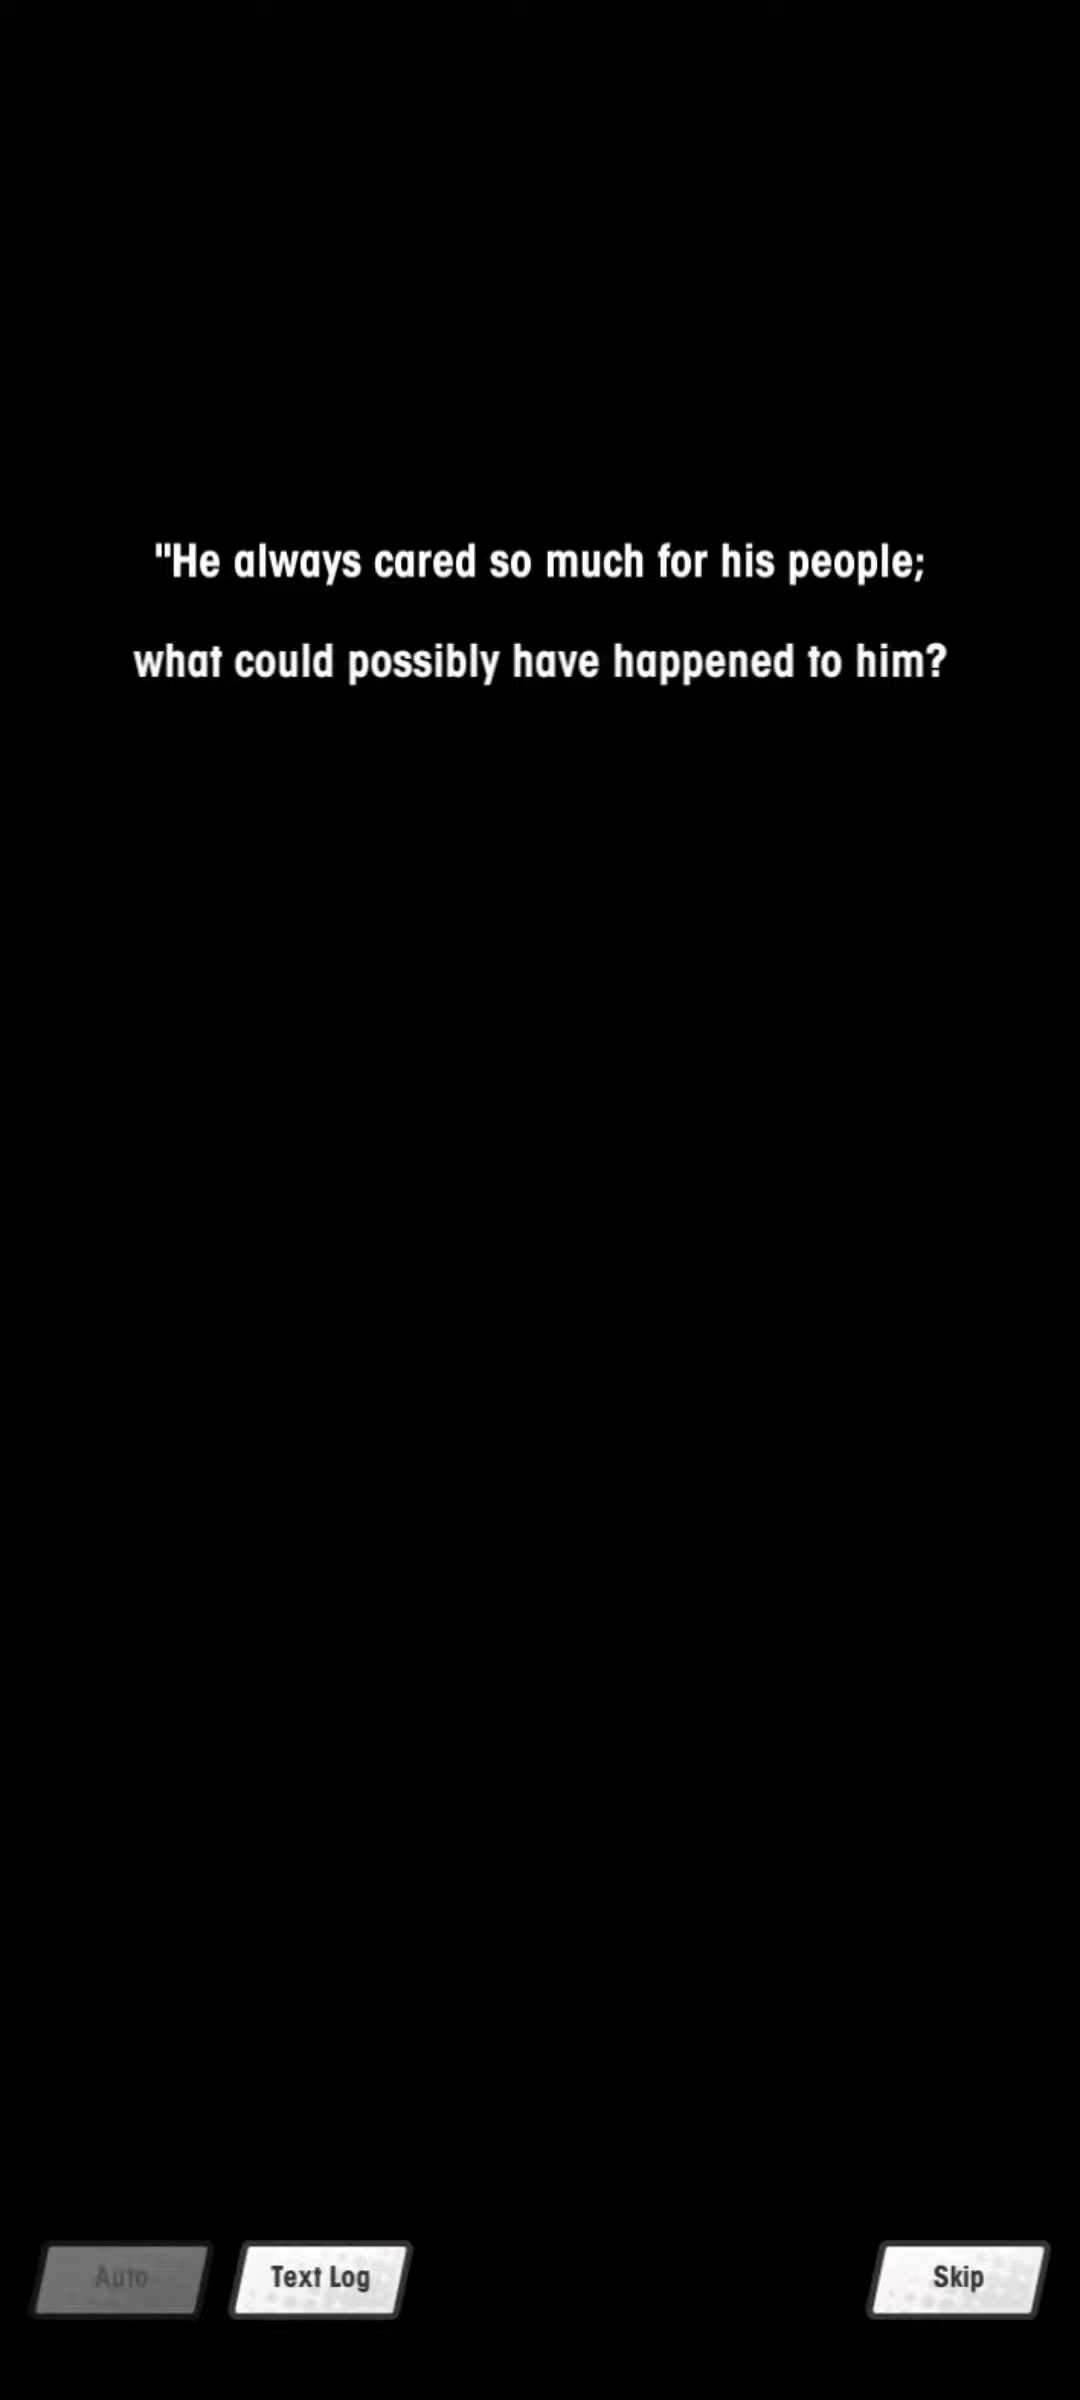 "He always cared so much for his people;
what could possibly have happened to him?
Auto
Text Log
Skip